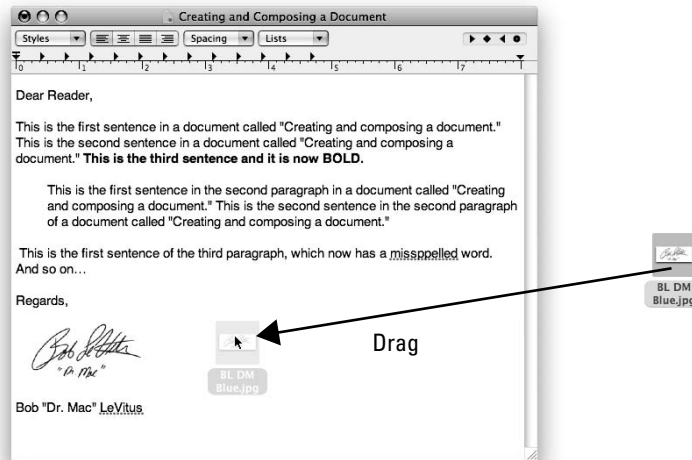 Creating and Composing a Document
Styles Spacing Lists
0 1 2 3 4 5 6 7
Dear Reader,
This is the first sentence in a document called "Creating and composing a document."
This is the second sentence in a document called "Creating and composing a
document." This is the third sentence and it is now BOLD.
This is the first sentence in the second paragraph in a document called "Creating
and composing a document." This is the second sentence in the second paragraph
of a document called "Creating and composing a document."
This is the first sentence of the third paragraph, which now has a missppelled word.
And so on…
Regards,
Bob LeVitus
"Dr. Mac"
BL DM
Blue.jpg
Bob "Dr. Mac" LeVitus
Drag
BL DM
Blue.jpg